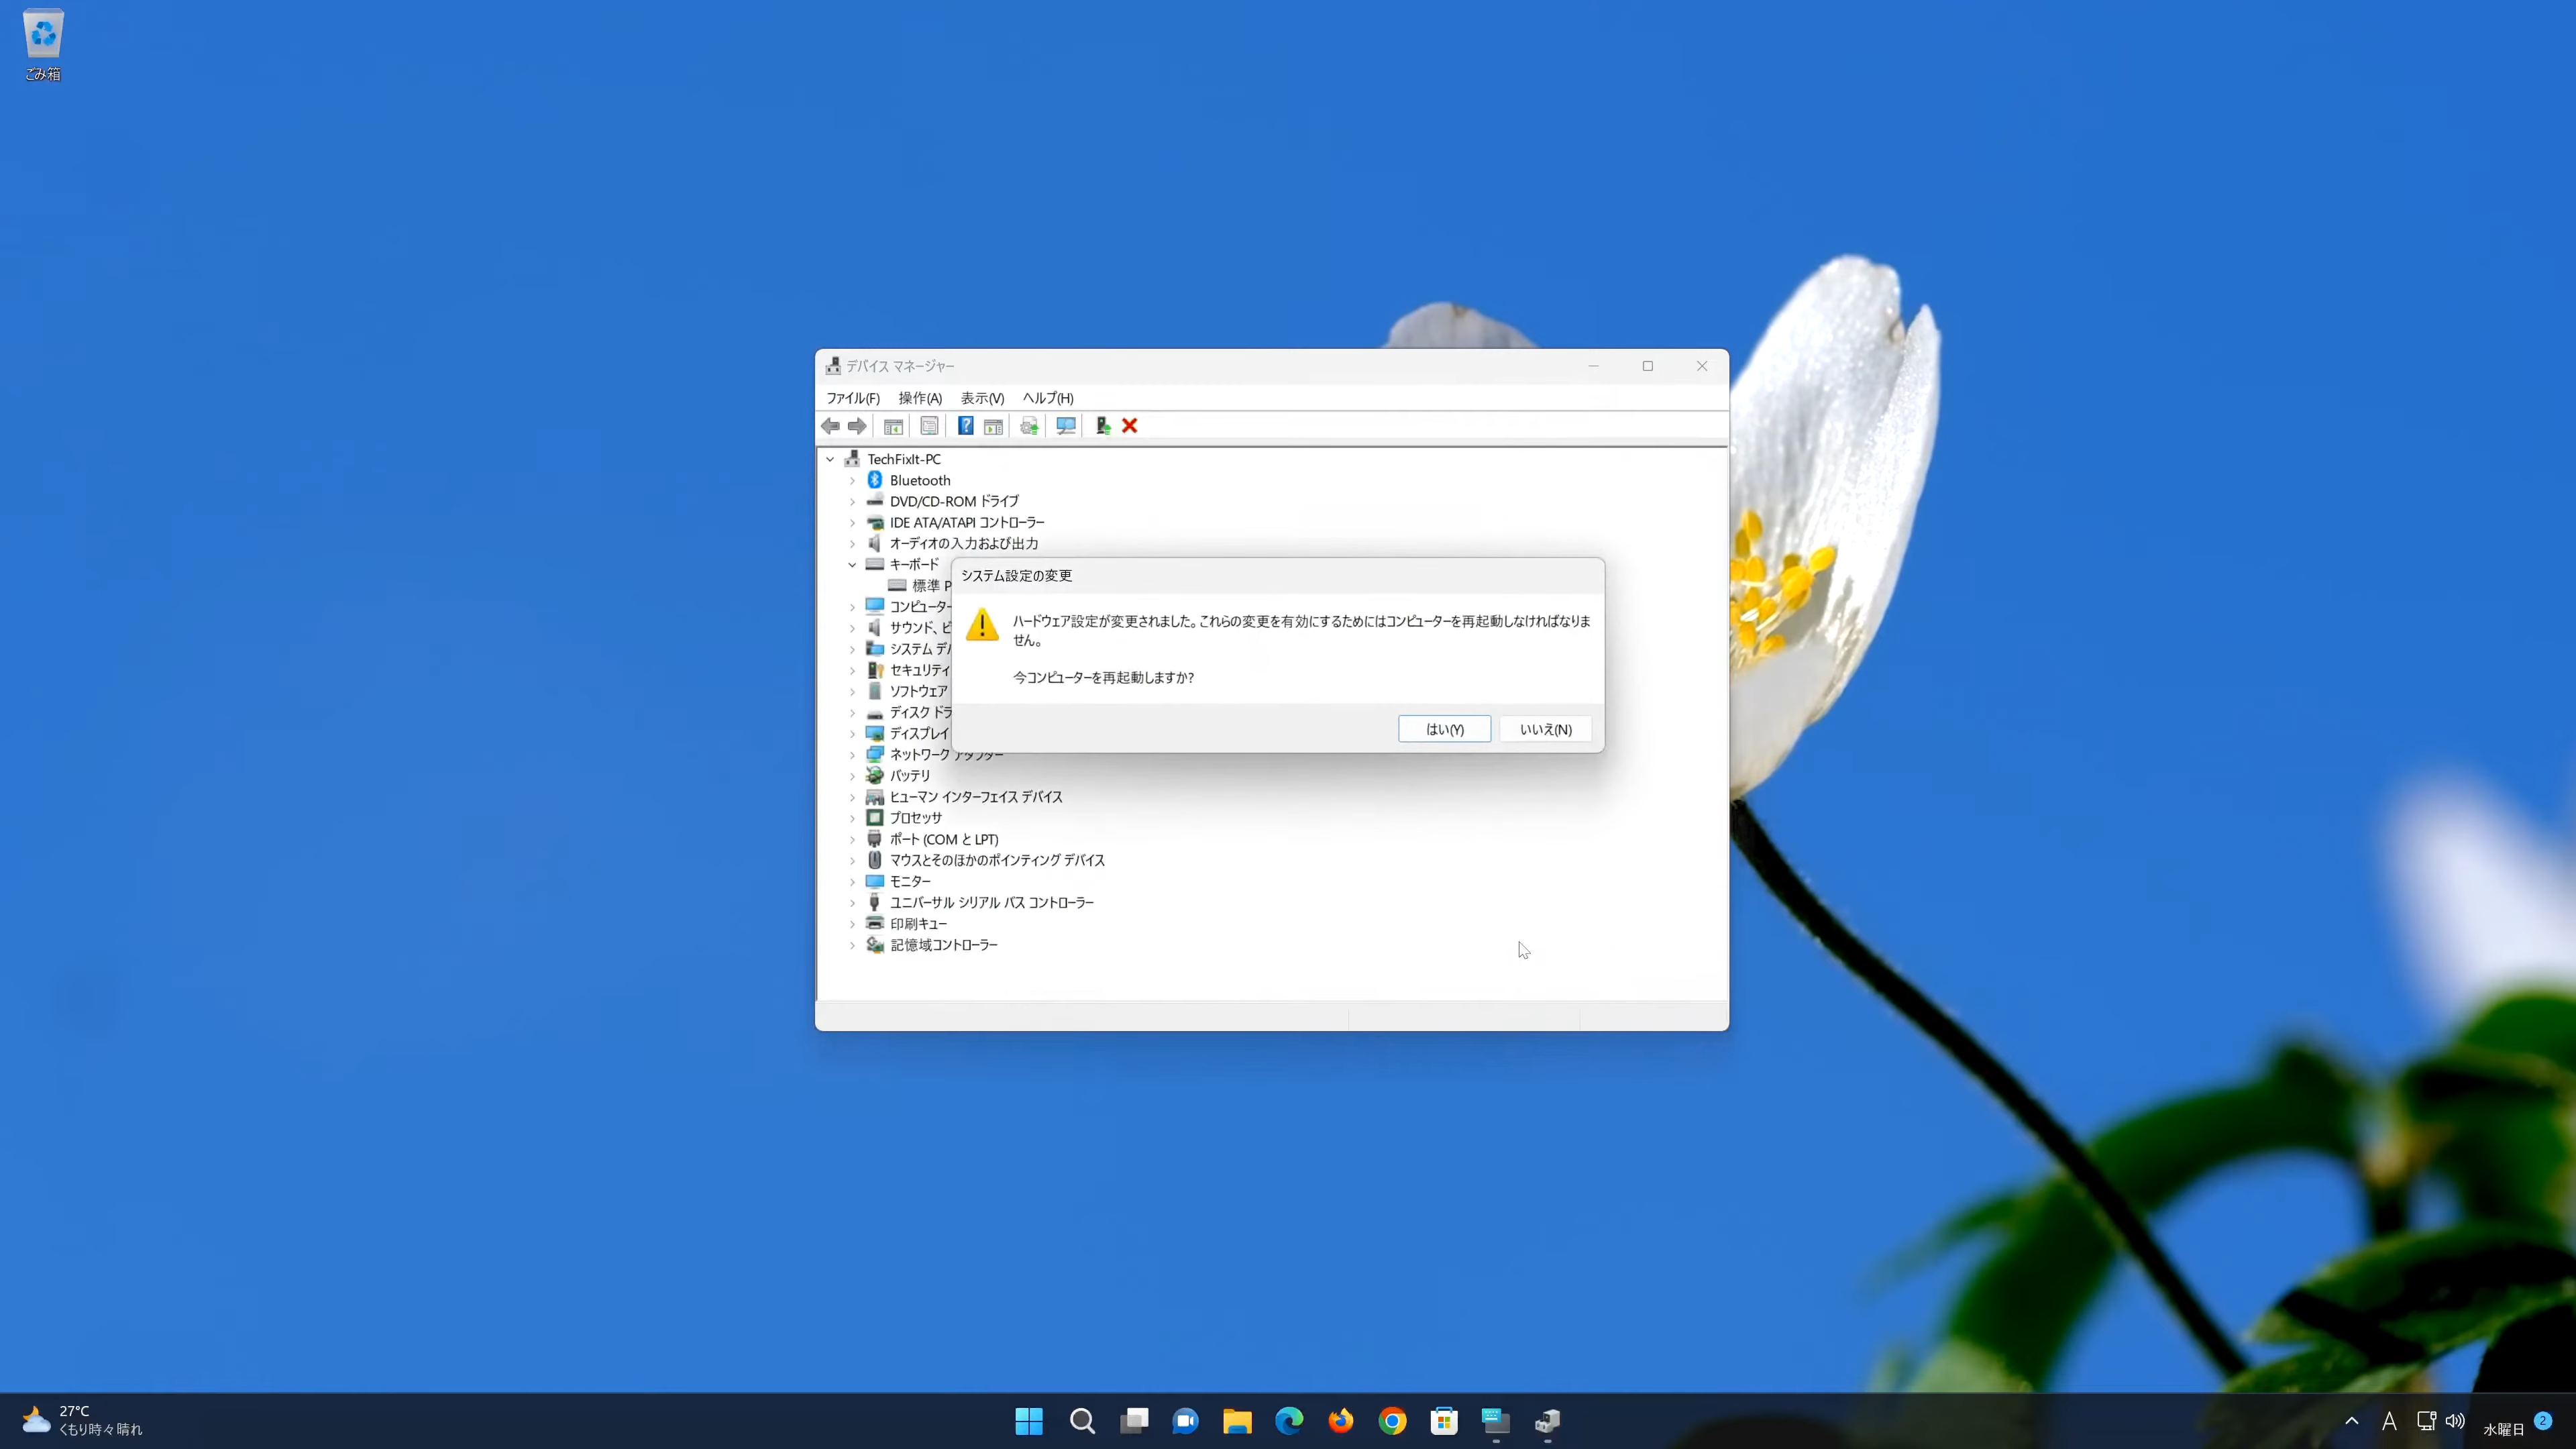 ごみ箱
デバイス マネージャー
ファイル(F) 操作(A) 表示(V) ヘルプ(H)
TechFixIt-PC
Bluetooth
DVD/CD-ROM ドライブ
IDE ATA/ATAPI コントローラー
オーディオの入力および出力
キーボード
標準 P
コンピューター
サウンド、ビ
システム デバ
セキュリティ
ソフトウェア
ディスク ドラ
ディスプレイ
ネットワーク アダプター
バッテリ
ヒューマン インターフェイス デバイス
プロセッサ
ポート (COM と LPT)
マウスとそのほかのポインティング デバイス
モニター
ユニバーサル シリアル バス コントローラー
印刷キュー
記憶域コントローラー
システム設定の変更
ハードウェア設定が変更されました。これらの変更を有効にするためにはコンピューターを再起動しなければなりま
せん。
今コンピューターを再起動しますか?
はい(Y) いいえ(N)
27°C
くもり時々晴れ
A
水曜日 2